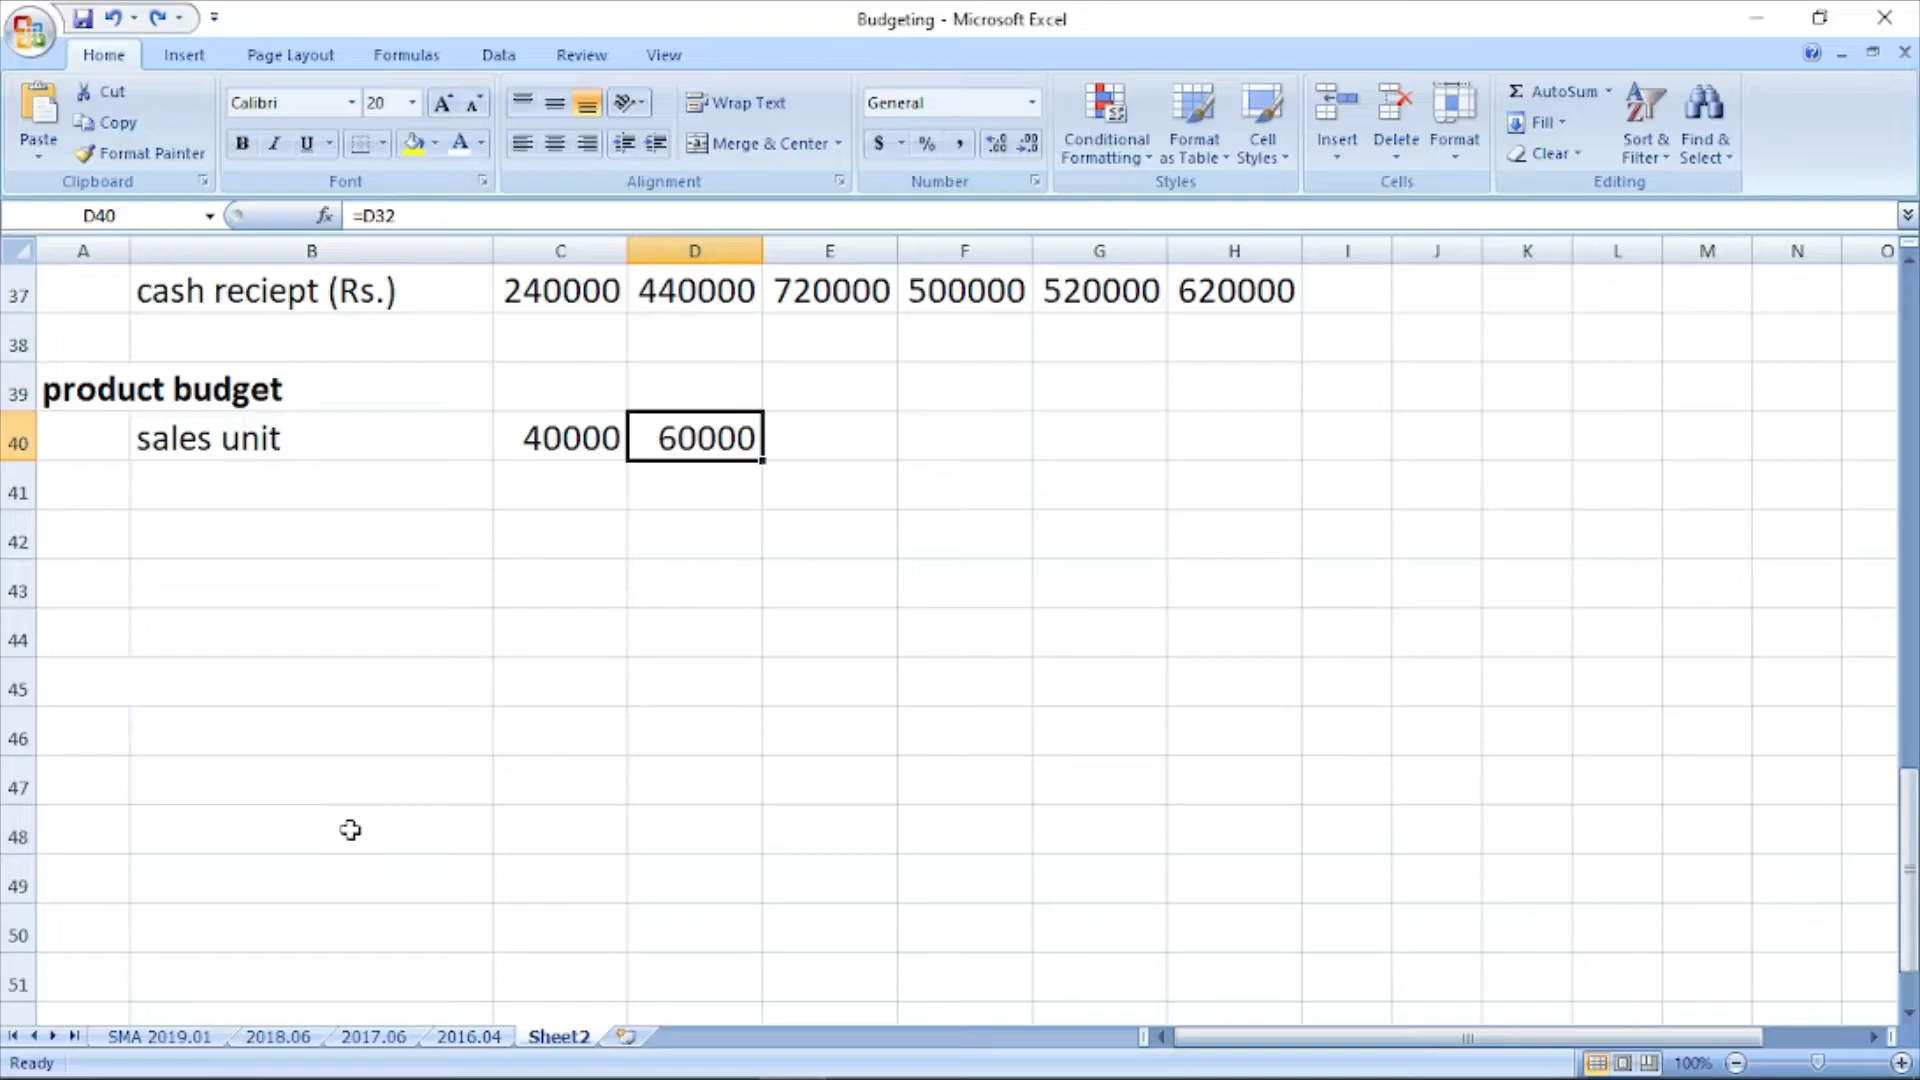 Budgeting - Microsoft Excel
Home Insert Page Layout Formulas Data Review View
Paste
Cut
Copy
Format Painter
Clipboard
Calibri 20
B I U
Font
Wrap Text
Merge & Center
Alignment
General
$ % ,
Number
Conditional Formatting
Format as Table
Cell Styles
Styles
Insert Delete Format
Cells
Σ AutoSum
Fill
Clear
Sort & Filter
Find & Select
Editing
D40 fx =D32
A B C D E F G H I J K L M N O
37 cash reciept (Rs.) 240000 440000 720000 500000 520000 620000
38
39 product budget
40 sales unit 40000 60000
41
42
43
44
45
46
47
48
49
50
51
SMA 2019.01 2018.06 2017.06 2016.04 Sheet2
Ready 100%